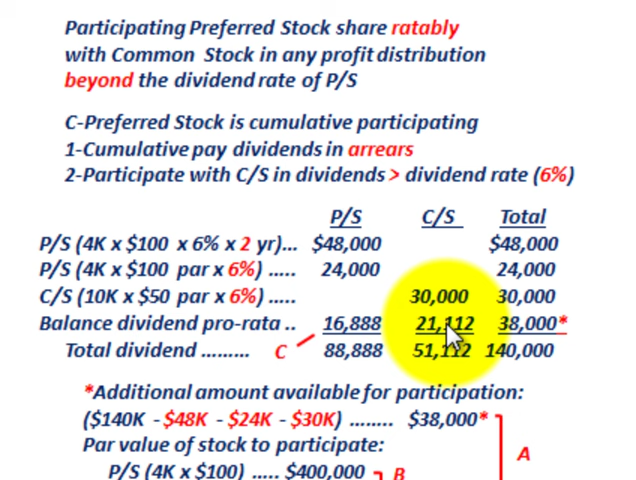 Participating Preferred Stock share ratably
with Common Stock in any profit distribution
beyond the dividend rate of P/S
C-Preferred Stock is cumulative participating
1-Cumulative pay dividends in arrears
2-Participate with C/S in dividends > dividend rate (6%)
P/S C/S Total
P/S (4K x $100 x 6% x 2 yr)... $48,000 $48,000
P/S (4K x $100 par x 6%) ..... 24,000 24,000
C/S (10K x $50 par x 6%) ..... 30,000 30,000
Balance dividend pro-rata .. 16,888 21,112 38,000*
Total dividend ......... C 88,888 51,112 140,000
*Additional amount available for participation:
($140K - $48K - $24K - $30K) ........ $38,000*
Par value of stock to participate: A
P/S (4K x $100) ..... $400,000 B